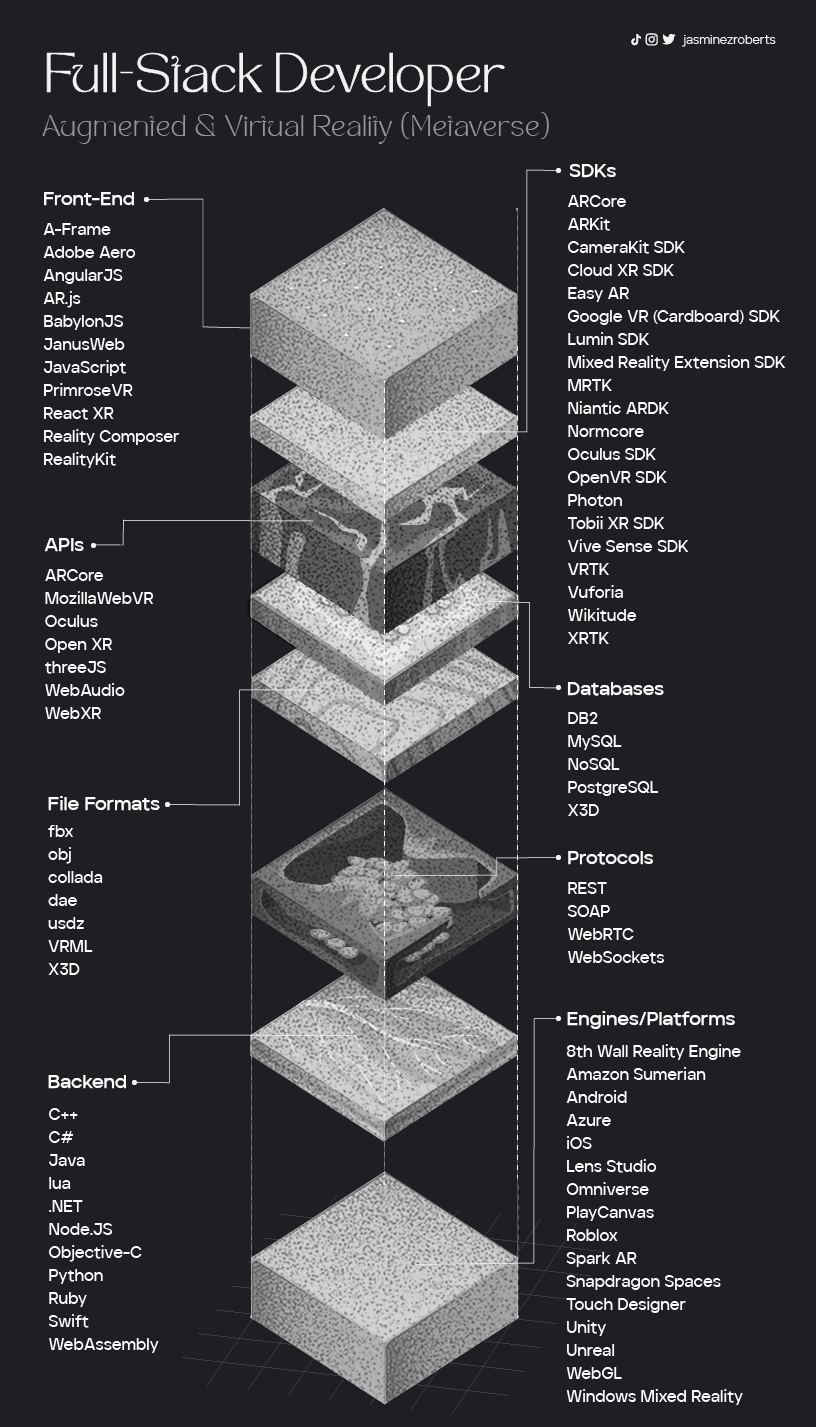 jasminezroberts
Full-Stack Developer
Augmented & Virtual Reality (Metaverse)
Front-End
A-Frame
Adobe Aero
AngularJS
AR.js
BabylonJS
JanusWeb
JavaScript
PrimroseVR
React XR
Reality Composer
RealityKit
APIs
ARCore
MozillaWebVR
Oculus
Open XR
threeJS
WebAudio
WebXR
File Formats
fbx
obj
collada
dae
usdz
VRML
X3D
Backend
C++
C#
Java
lua
.NET
Node.JS
Objective-C
Python
Ruby
Swift
WebAssembly
SDKs
ARCore
ARKit
CameraKit SDK
Cloud XR SDK
Easy AR
Google VR (Cardboard) SDK
Lumin SDK
Mixed Reality Extension SDK
MRTK
Niantic ARDK
Normcore
Oculus SDK
OpenVR SDK
Photon
Tobii XR SDK
Vive Sense SDK
VRTK
Vuforia
Wikitude
XRTK
Databases
DB2
MySQL
NoSQL
PostgreSQL
X3D
Protocols
REST
SOAP
WebRTC
WebSockets
Engines/Platforms
8th Wall Reality Engine
Amazon Sumerian
Android
Azure
iOS
Lens Studio
Omniverse
PlayCanvas
Roblox
Spark AR
Snapdragon Spaces
Touch Designer
Unity
Unreal
WebGL
Windows Mixed Reality